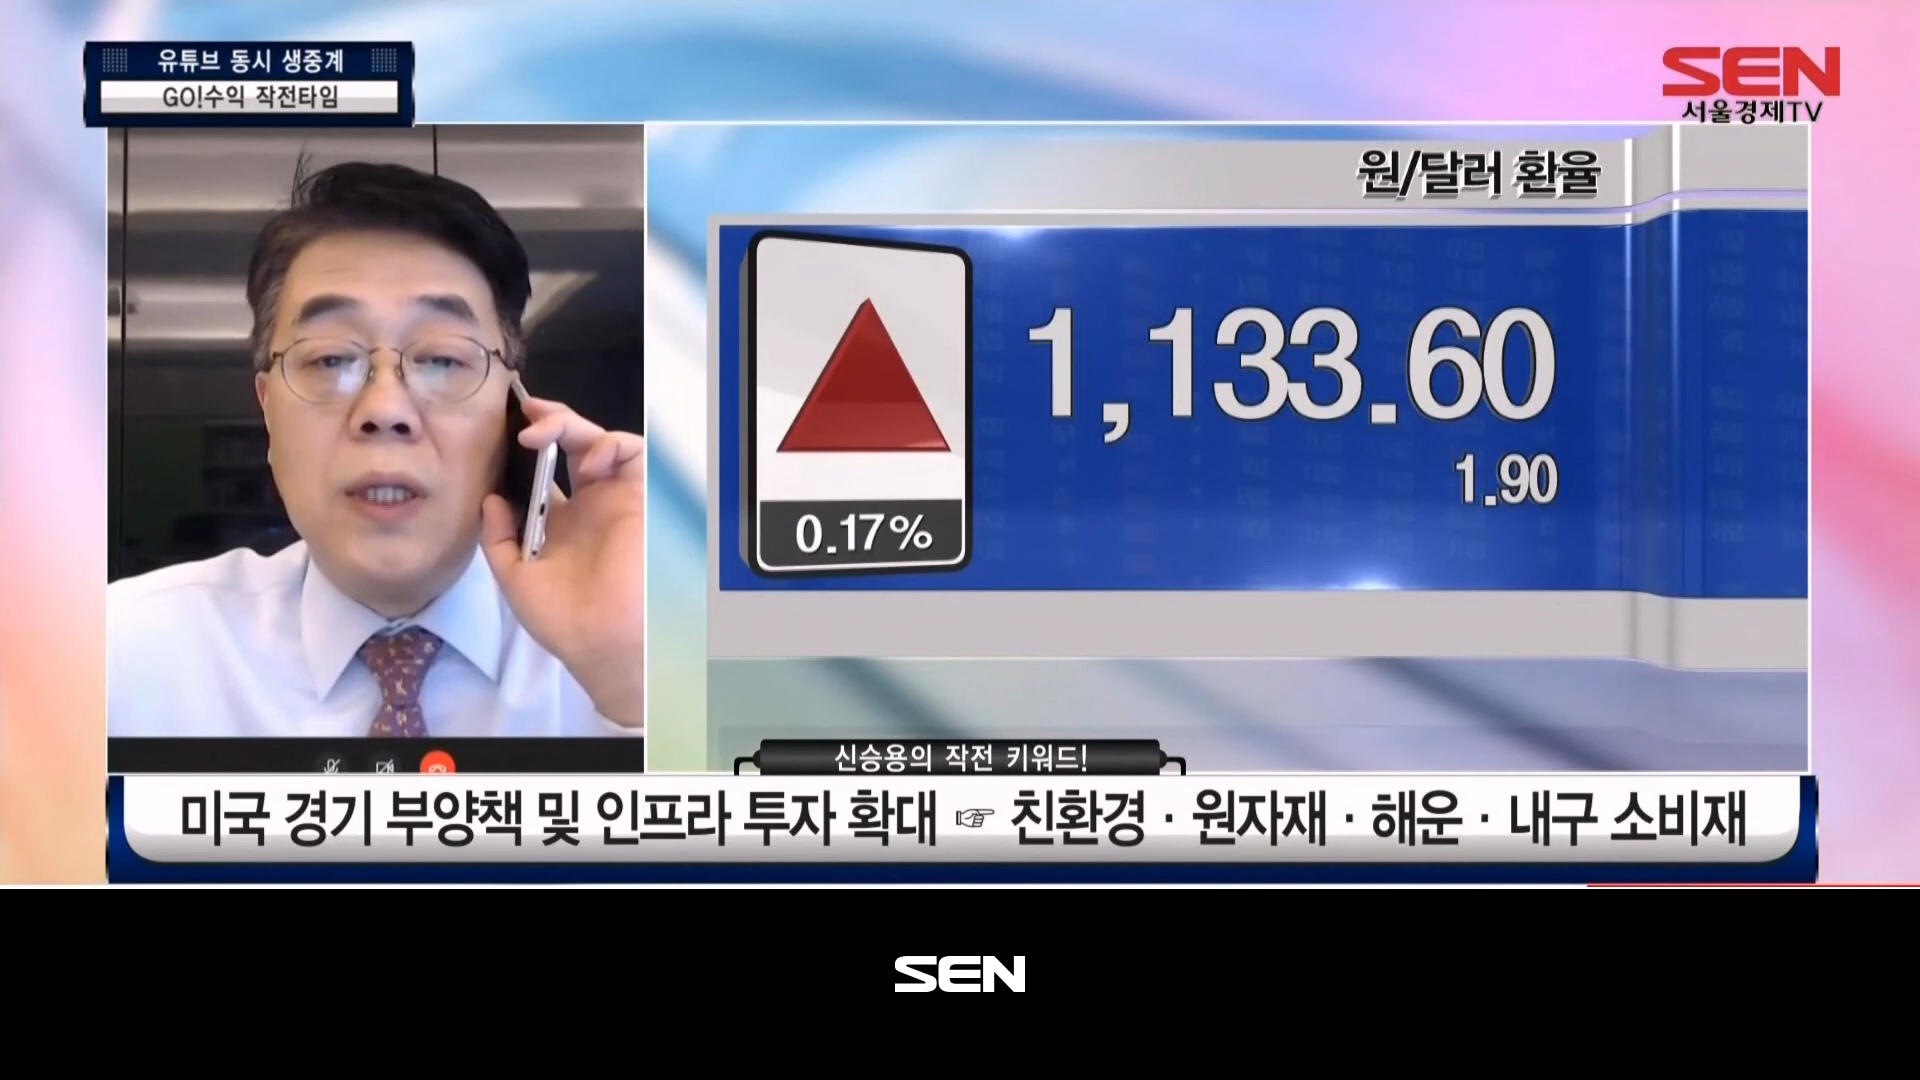 유튜브 동시 생중계
GO!수익 작전타임
SEN
서울경제TV
원/달러 환율
1,133.60
1.90
0.17%
신승용의 작전 키워드!
미국 경기 부양책 및 인프라 투자 확대 ☞ 친환경 · 원자재 · 해운 · 내구 소비재
SEN